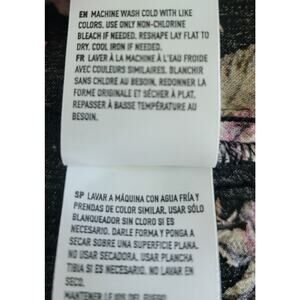 EN MACHINE WASH COLD WITH LIKE
COLORS. USE ONLY NON-CHLORINE
BLEACH IF NEEDED. RESHAPE LAY FLAT TO
DRY. COOL IRON IF NEEDED.
FR LAVER À LA MACHINE À L'EAU FROIDE
AVEC COULEURS SIMILAIRES. BLANCHIR
SANS CHLORE AU BESOIN. REDONNER LA
FORME ORIGINALE ET SÉCHER À PLAT.
REPASSER À BASSE TEMPÉRATURE AU
BESOIN.
SP LAVAR A MÁQUINA CON AGUA FRÍA Y
PRENDAS DE COLOR SIMILAR. USAR SÓLO
BLANQUEADOR SIN CLORO SI ES
NECESARIO. DARLE FORMA Y PONGA A
SECAR SOBRE UNA SUPERFICIE PLANA.
NO USAR SECADORA. USAR PLANCHA
TIBIA SI ES NECESARIO. NO LAVAR EN
SECO.
MANTENER LEJOS DEL FUEGO